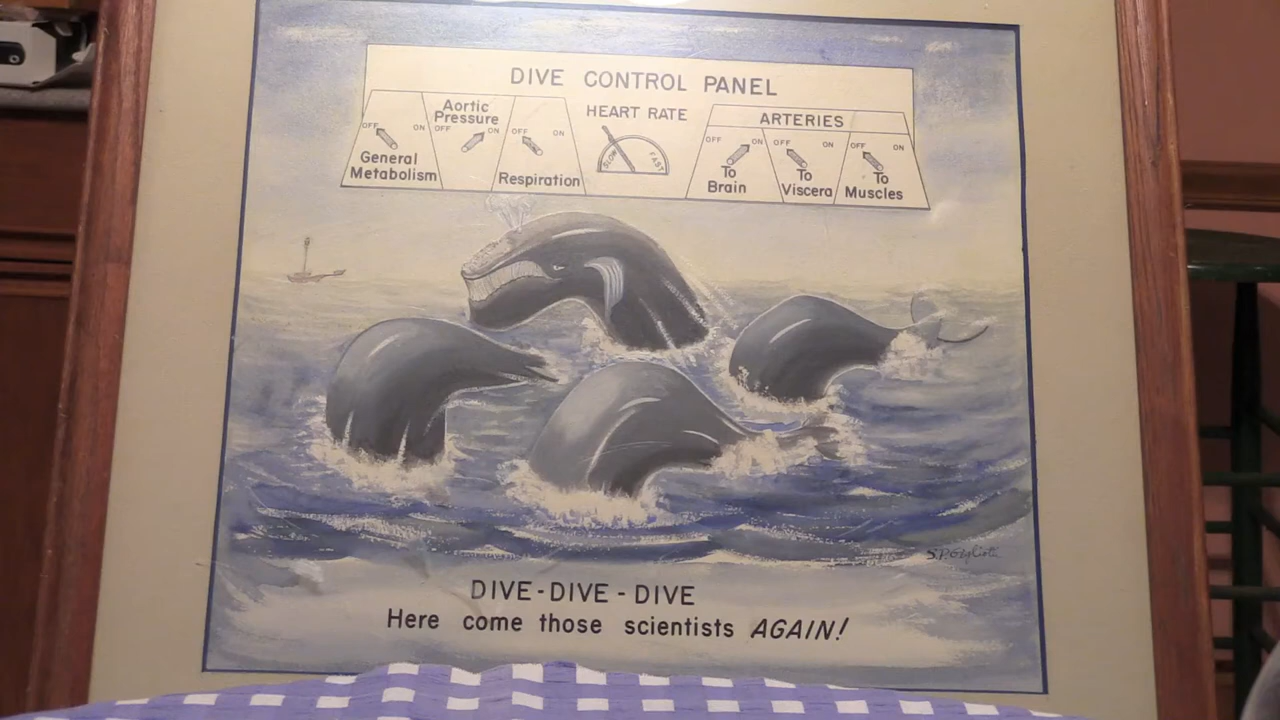 DIVE CONTROL PANEL
OFF ON
General
Metabolism
Aortic
Pressure
OFF ON
OFF ON
Respiration
HEART RATE
SLOW FAST
ARTERIES
OFF ON
To
Brain
OFF ON
To
Viscera
OFF ON
To
Muscles
DIVE-DIVE-DIVE
Here come those scientists AGAIN!